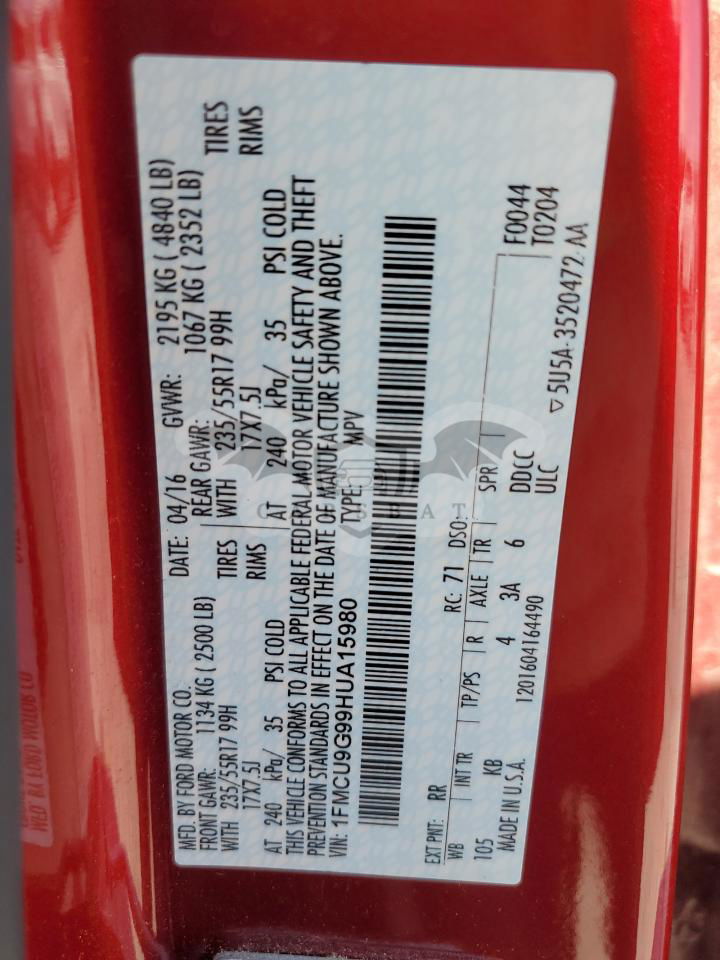 MFD. BY FORD MOTOR CO.
DATE: 04/16 GVWR: 2195 KG ( 4840 LB)
FRONT GAWR: 1134 KG ( 2500 LB)
REAR GAWR: 1067 KG ( 2352 LB)
WITH 235/55R17 99H TIRES
WITH 235/55R17 99H TIRES
17X7.5J RIMS
17X7.5J RIMS
AT 240 kPa/ 35 PSI COLD
AT 240 kPa/ 35 PSI COLD
THIS VEHICLE CONFORMS TO ALL APPLICABLE FEDERAL MOTOR VEHICLE SAFETY AND THEFT
PREVENTION STANDARDS IN EFFECT ON THE DATE OF MANUFACTURE SHOWN ABOVE.
VIN: 1FMCU9G99HUA15980 TYPE: MPV
EXT PNT: RR RC: 71 DSO: F0044
T0204
WB INT TR TP/PS R AXLE TR SPR
105 KB 4 3A 6 DDCC
MADE IN U.S.A. 1201604164490 ULC
▽ 5U5A-3520472-AA